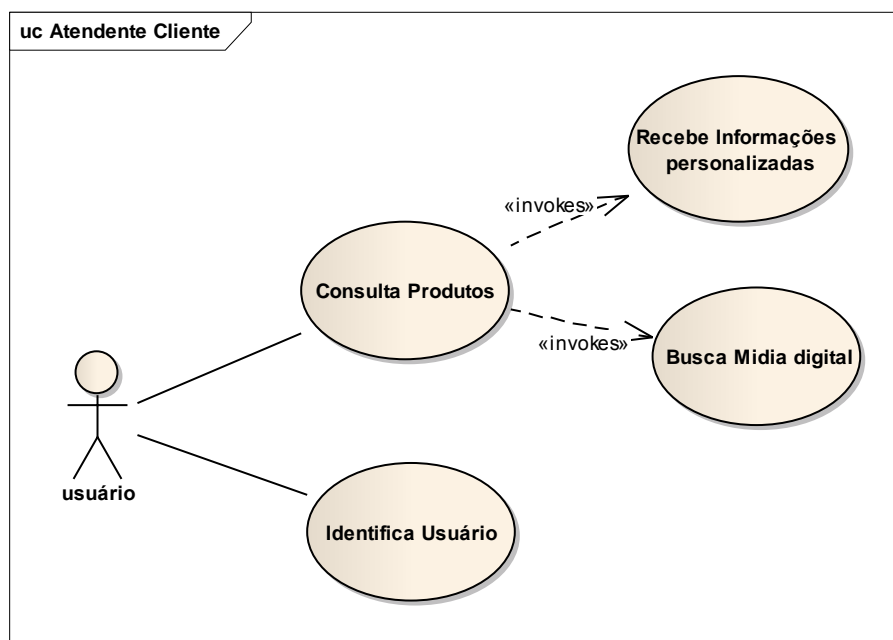 uc Atendente Cliente
Recebe Informações
personalizadas
«invokes»
Consulta Produtos
«invokes»
Busca Midia digital
usuário
Identifica Usuário